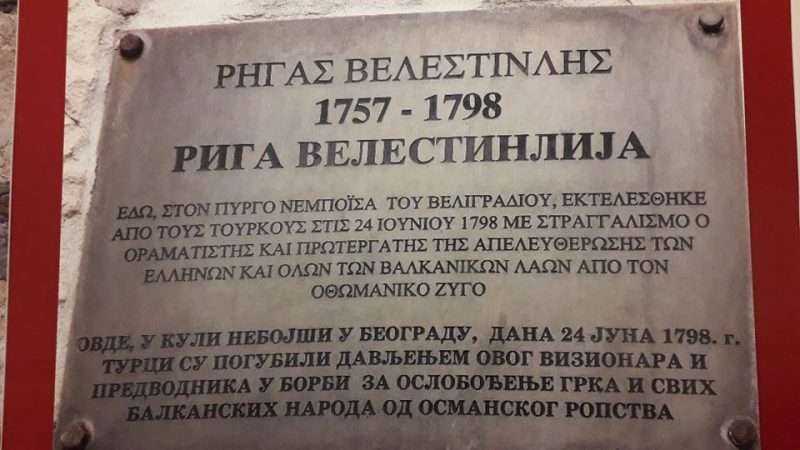 ΡΗΓΑΣ ΒΕΛΕΣΤΙΝΛΗΣ
1757 - 1798
РИГА ВЕЛЕСТИНЛИЈА
ΕΔΩ, ΣΤΟΝ ΠΥΡΓΟ ΝΕΜΠΟΪΣΑ ΤΟΥ ΒΕΛΙΓΡΑΔΙΟΥ, ΕΚΤΕΛΕΣΘΗΚΕ
ΑΠΟ ΤΟΥΣ ΤΟΥΡΚΟΥΣ ΣΤΙΣ 24 ΙΟΥΝΙΟΥ 1798 ΜΕ ΣΤΡΑΓΓΑΛΙΣΜΟ Ο
ΟΡΑΜΑΤΙΣΤΗΣ ΚΑΙ ΠΡΩΤΕΡΓΑΤΗΣ ΤΗΣ ΑΠΕΛΕΥΘΕΡΩΣΗΣ ΤΩΝ
ΕΛΛΗΝΩΝ ΚΑΙ ΟΛΩΝ ΤΩΝ ΒΑΛΚΑΝΙΚΩΝ ΛΑΩΝ ΑΠΟ ΤΟΝ
ΟΘΩΜΑΝΙΚΟ ΖΥΓΟ
ОВДЕ, У КУЛИ НЕБОЈШИ У БЕОГРАДУ, ДАНА 24 ЈУНА 1798. г.
ТУРЦИ СУ ПОГУБИЛИ ДАВЉЕЊЕМ ОВОГ ВИЗИОНАРА И
ПРЕДВОДНИКА У БОРБИ ЗА ОСЛОБОЂЕЊЕ ГРКА И СВИХ
БАЛКАНСКИХ НАРОДА ОД ОСМАНСКОГ РОПСТВА